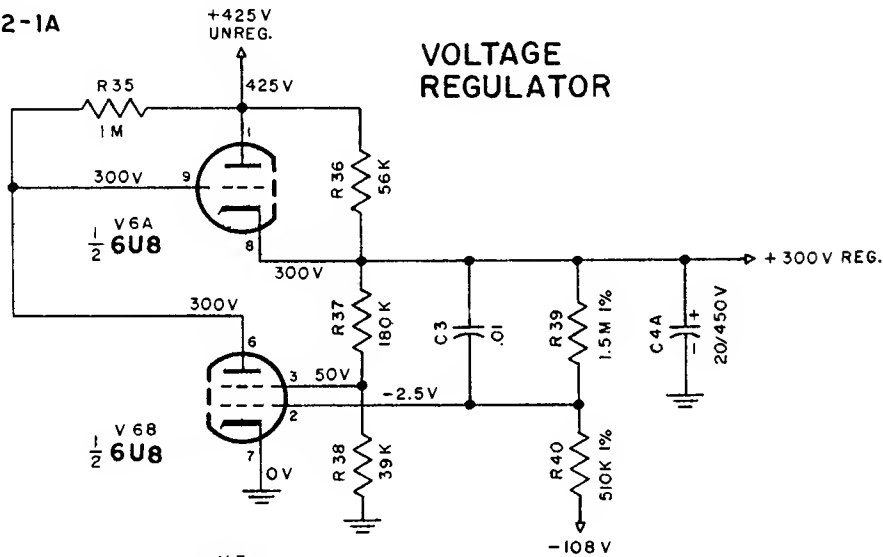 2-1A
+425V
UNREG.
VOLTAGE
REGULATOR
R35
1M
425V
1
300V
9
V6A
1/2 6U8
8
R36
56K
300V
+300V REG.
300V
6
R37
180K
C3
.01
R39
1.5M 1%
C4A
+
-
20/450V
3
50V
2
-2.5V
V6B
1/2 6U8
7
0V
R38
39K
R40
510K 1%
-108V